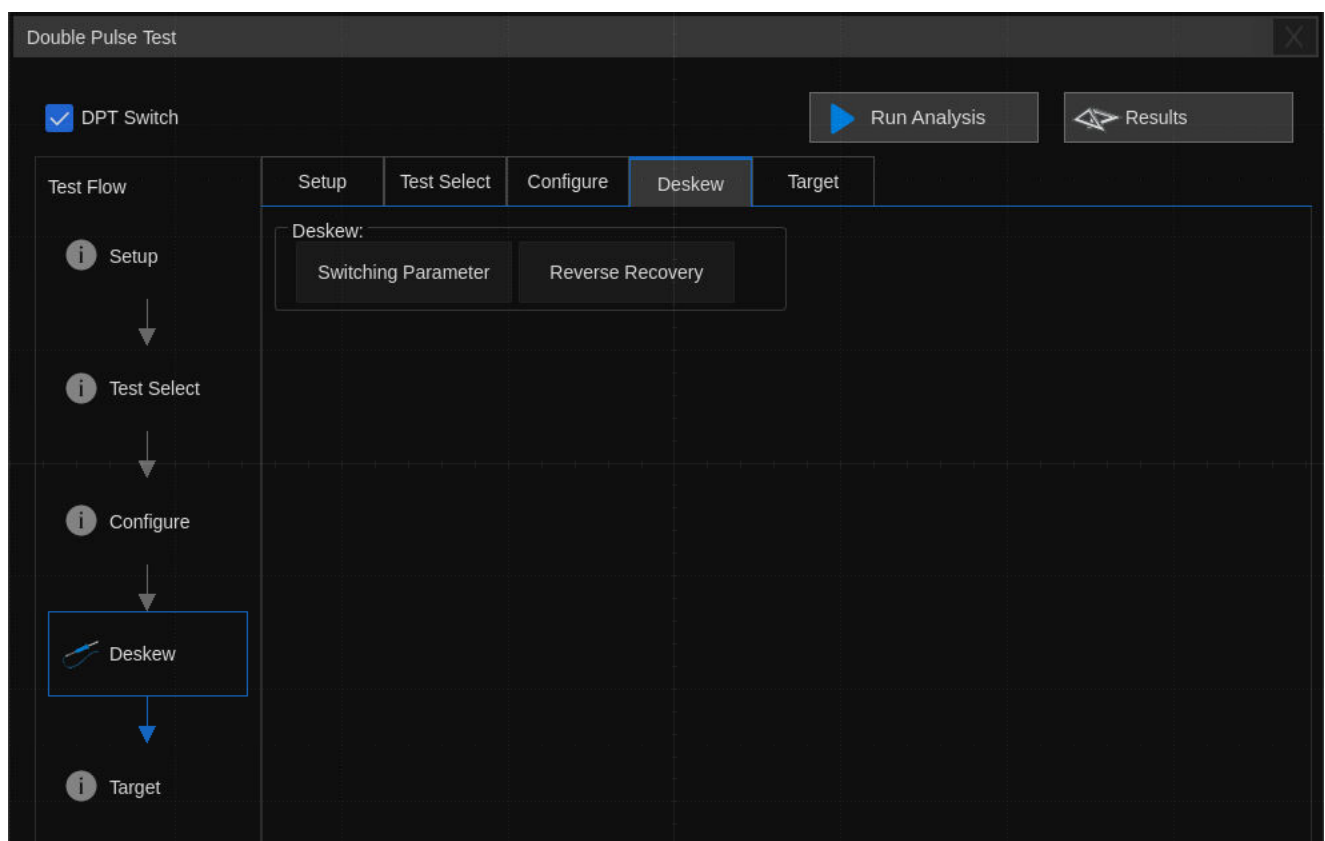 Double Pulse Test
X
DPT Switch
Run Analysis
Results
Test Flow
Setup
Test Select
Configure
Deskew
Target
Setup
Test Select
Configure
Deskew
Target
Deskew:
Switching Parameter
Reverse Recovery